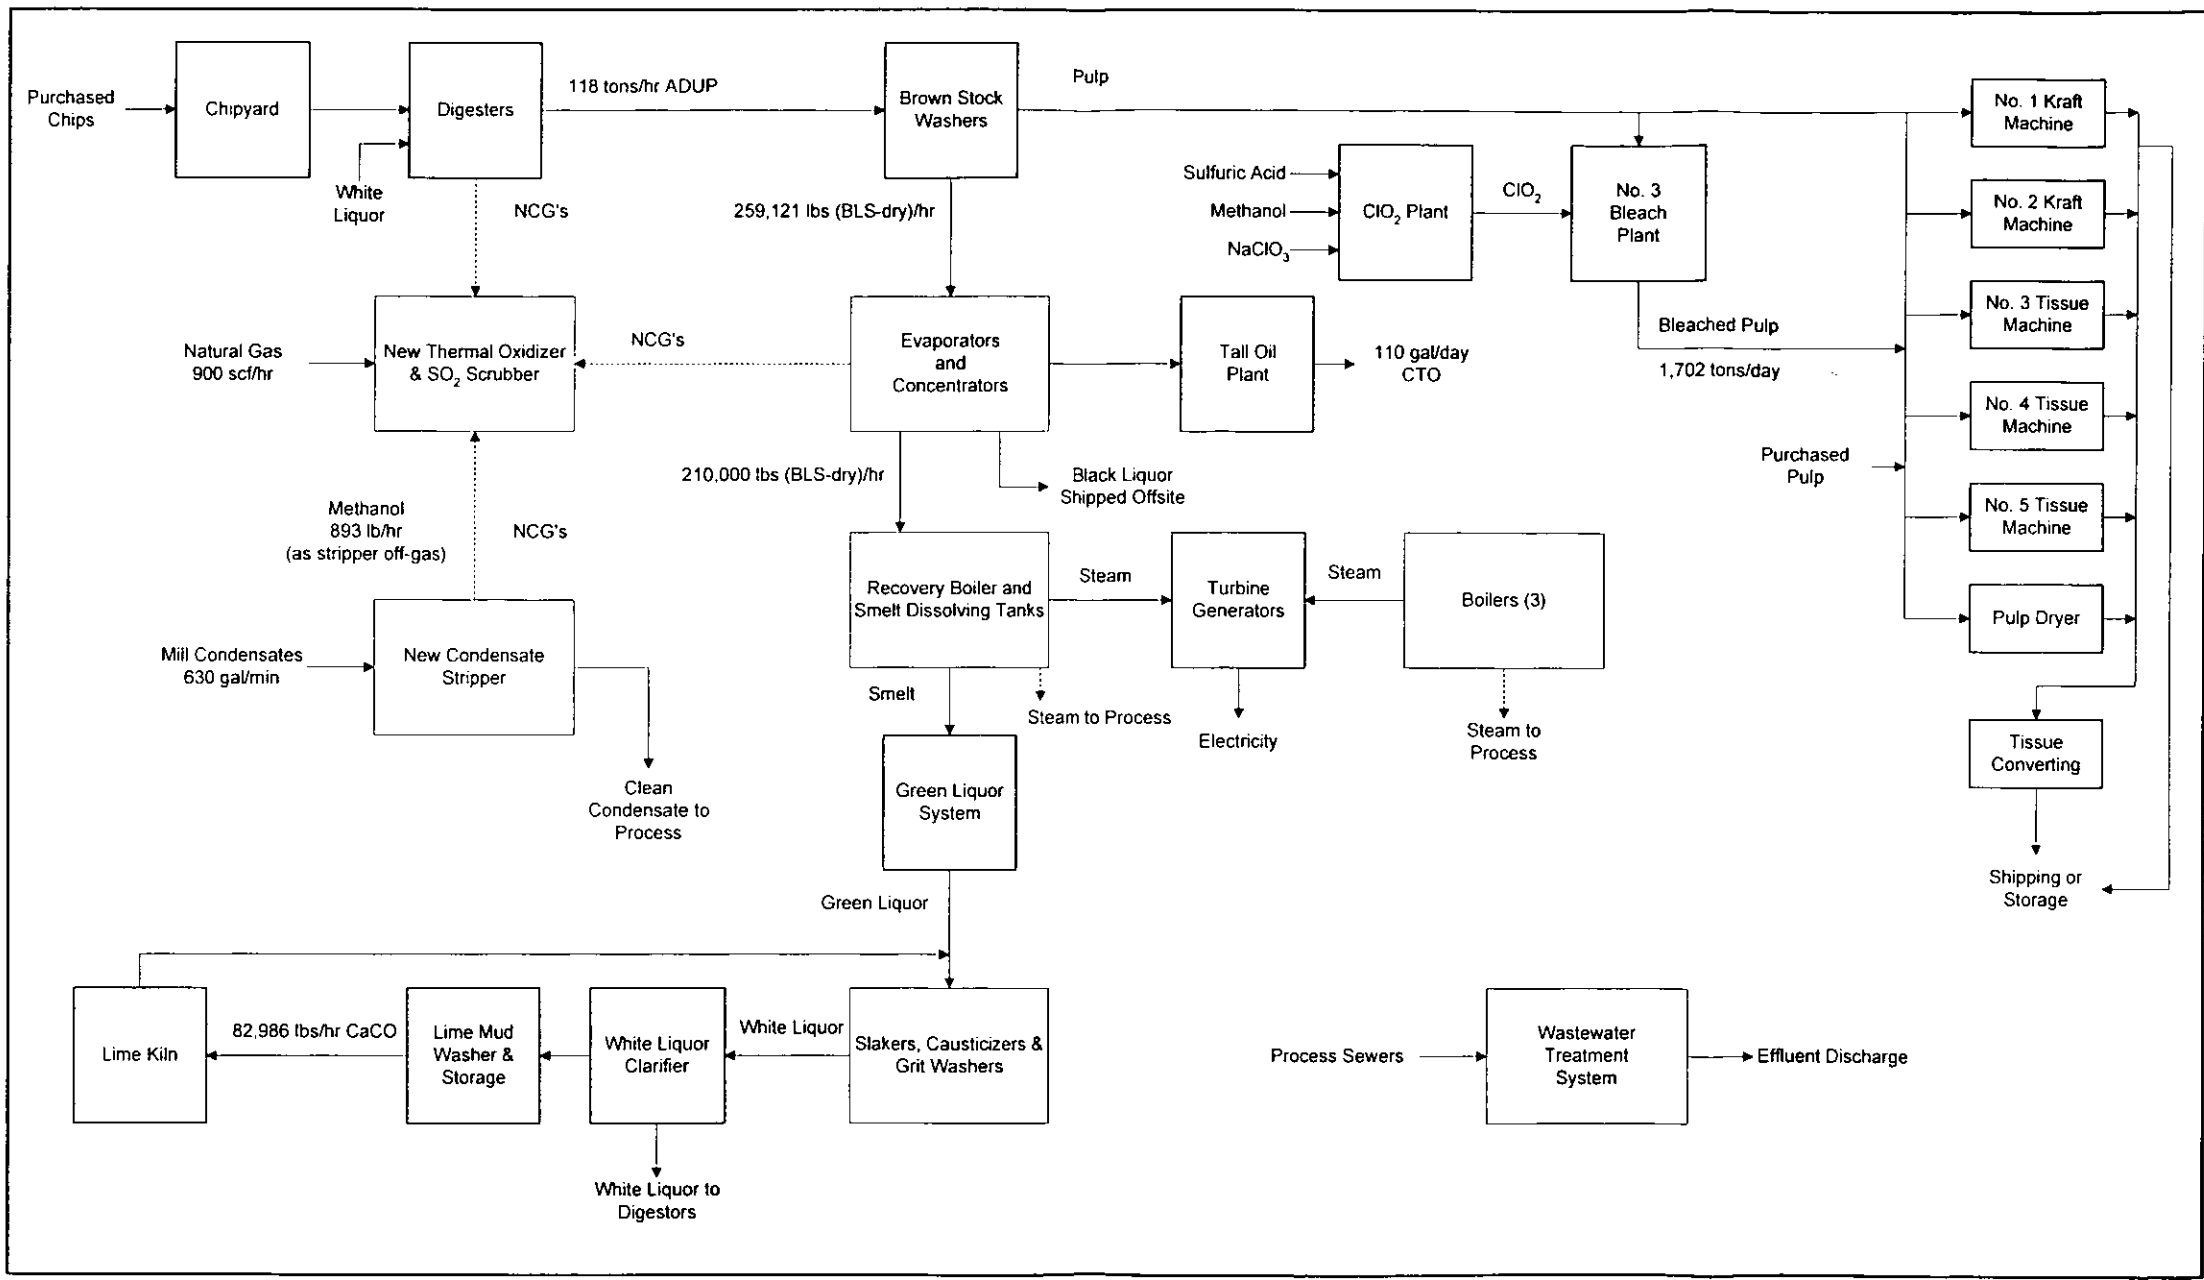 Purchased
Chips
Chipyard
Digesters
118 tons/hr ADUP
Brown Stock
Washers
Pulp
No. 1 Kraft
Machine
White
Liquor
NCG's
259,121 lbs (BLS-dry)/hr
Sulfuric Acid
Methanol
NaClO3
ClO2 Plant
ClO2
No. 3
Bleach
Plant
No. 2 Kraft
Machine
Natural Gas
900 scf/hr
New Thermal Oxidizer
& SO2 Scrubber
NCG's
Evaporators
and
Concentrators
Tall Oil
Plant
110 gal/day
CTO
Bleached Pulp
1,702 tons/day
No. 3 Tissue
Machine
No. 4 Tissue
Machine
210,000 lbs (BLS-dry)/hr
Black Liquor
Shipped Offsite
Purchased
Pulp
No. 5 Tissue
Machine
Methanol
893 lb/hr
(as stripper off-gas)
NCG's
Recovery Boiler and
Smelt Dissolving Tanks
Steam
Turbine
Generators
Steam
Boilers (3)
Pulp Dryer
Mill Condensates
630 gal/min
New Condensate
Stripper
Smelt
Steam to Process
Electricity
Steam to
Process
Tissue
Converting
Clean
Condensate to
Process
Green Liquor
System
Shipping or
Storage
Green Liquor
Lime Kiln
82,986 lbs/hr CaCO
Lime Mud
Washer &
Storage
White Liquor
Clarifier
White Liquor
Slakers, Causticizers &
Grit Washers
Process Sewers
Wastewater
Treatment
System
Effluent Discharge
White Liquor to
Digestors